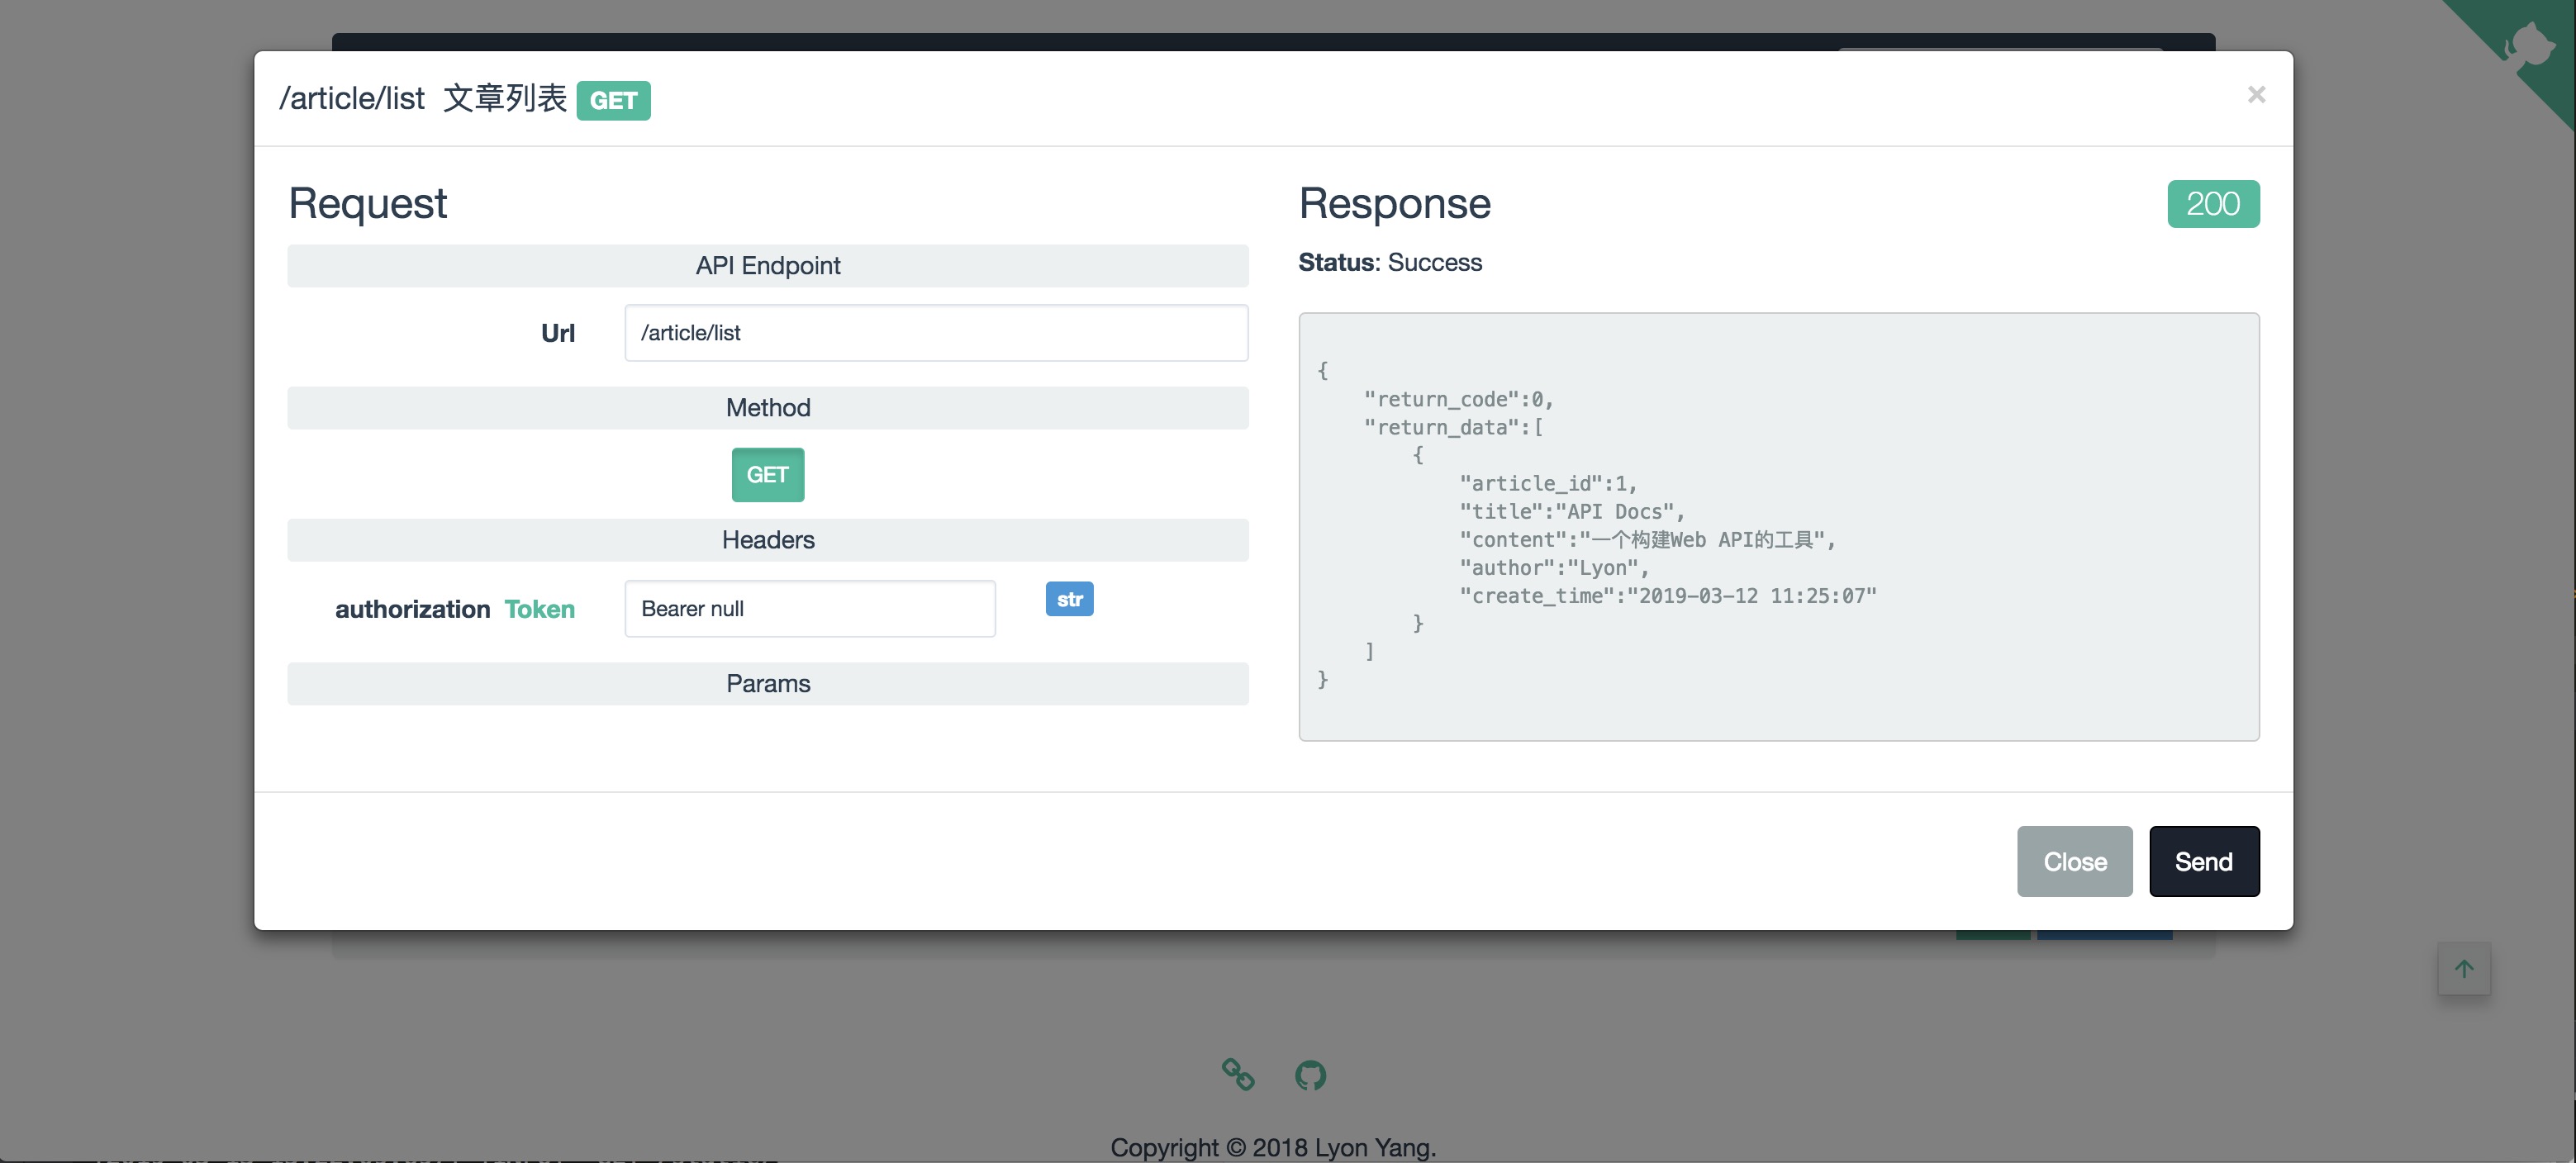 /article/list 文章列表 GET
×
Request
API Endpoint
Url /article/list
Method
GET
Headers
authorization Token Bearer null str
Params
Response 200
Status: Success
{
    "return_code":0,
    "return_data":[
        {
            "article_id":1,
            "title":"API Docs",
            "content":"一个构建Web API的工具",
            "author":"Lyon",
            "create_time":"2019-03-12 11:25:07"
        }
    ]
}
Close Send
Copyright © 2018 Lyon Yang.